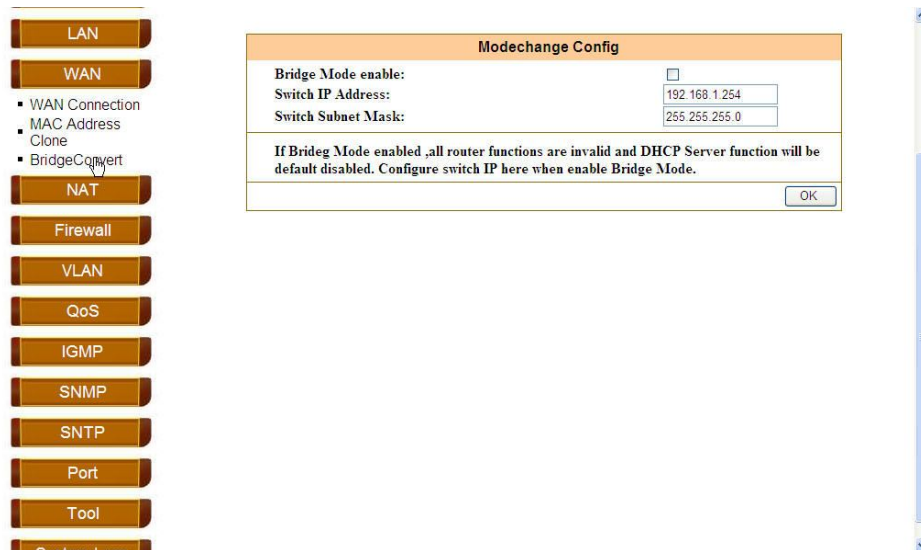 LAN
WAN
WAN Connection
MAC Address
Clone
BridgeConvert
NAT
Firewall
VLAN
QoS
IGMP
SNMP
SNTP
Port
Tool
Modechange Config
Bridge Mode enable:
Switch IP Address: 192.168.1.254
Switch Subnet Mask: 255.255.255.0
If Brideg Mode enabled ,all router functions are invalid and DHCP Server function will be
default disabled. Configure switch IP here when enable Bridge Mode.
OK